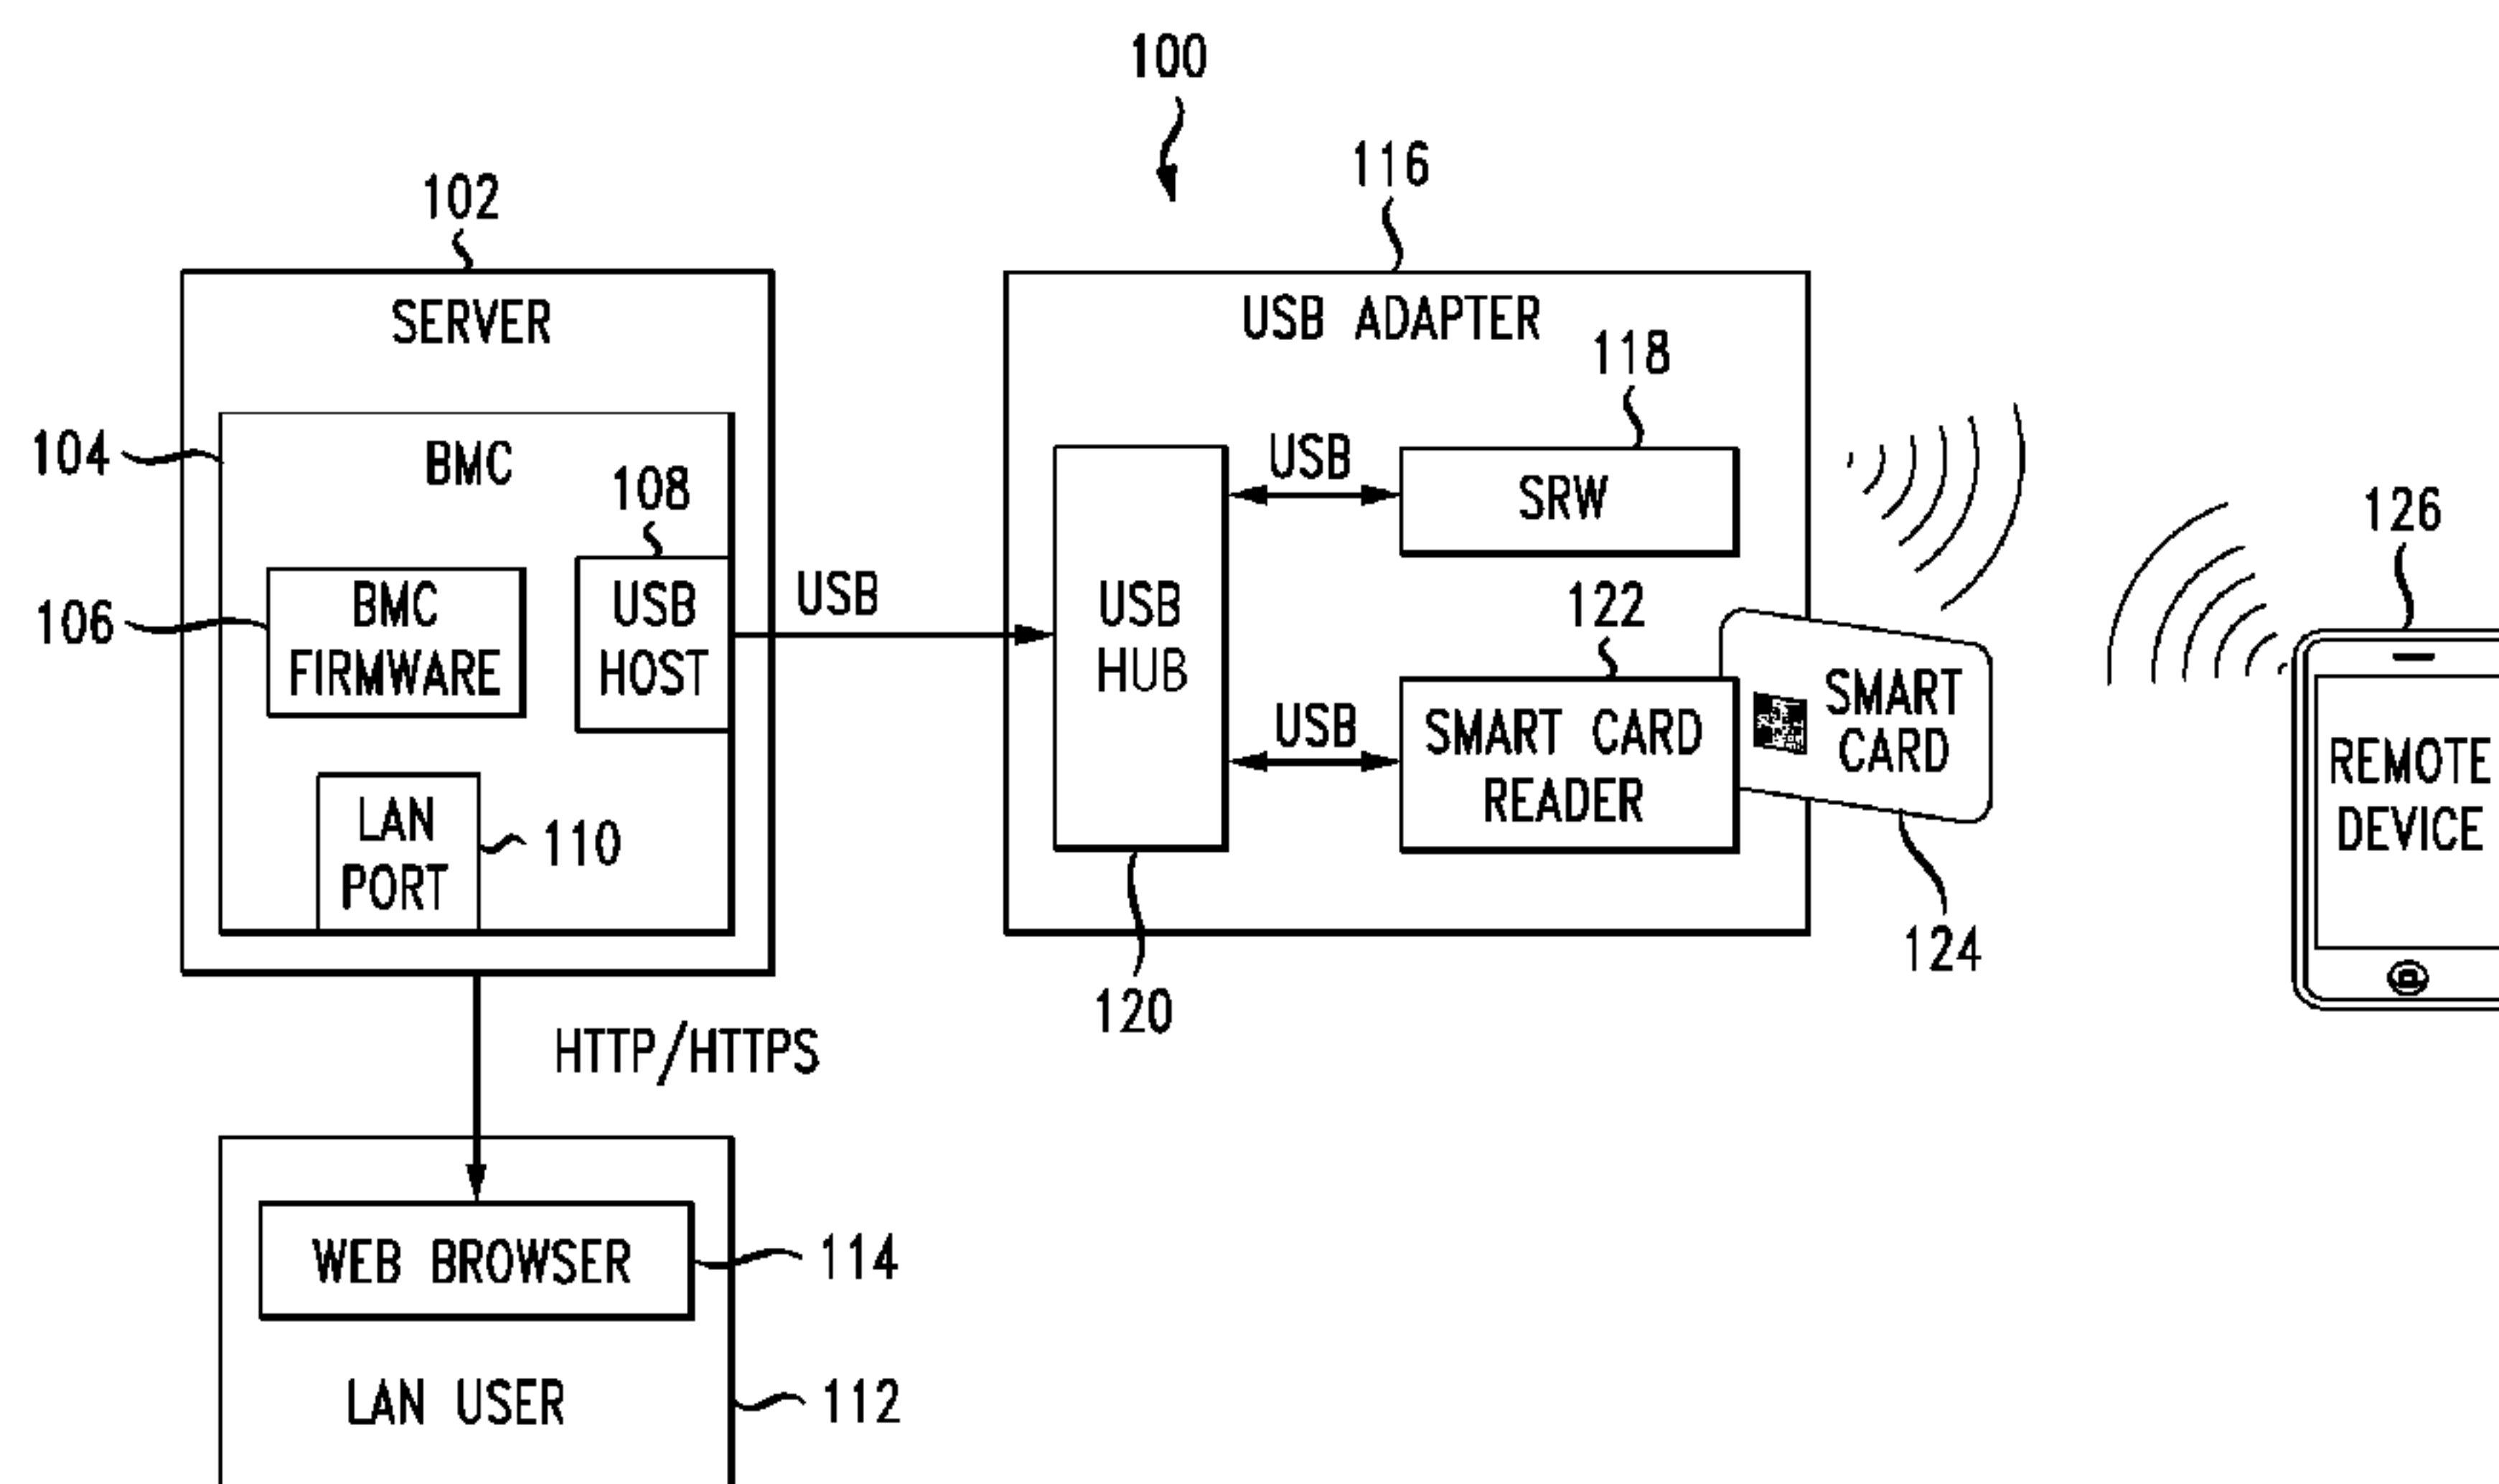 100
102
SERVER
104
BMC
108
106
BMC
FIRMWARE
USB
HOST
LAN
PORT
110
USB
HTTP/HTTPS
WEB BROWSER
114
LAN USER
112
116
USB ADAPTER
118
USB
SRW
USB
HUB
122
USB
SMART CARD
READER
SMART
CARD
120
124
126
REMOTE
DEVICE